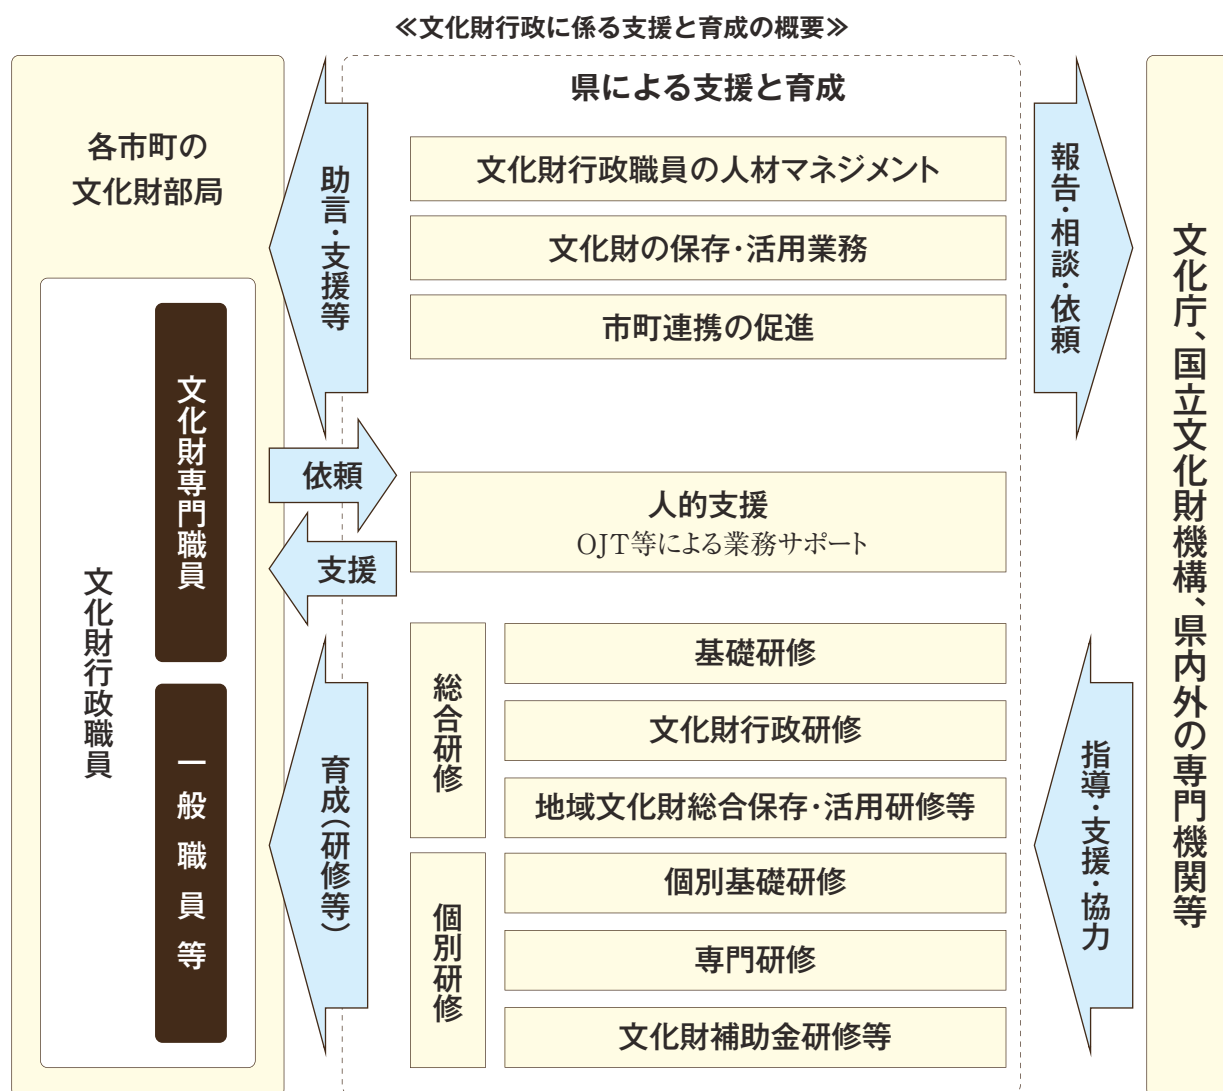 ≪文化財行政に係る支援と育成の概要≫
各市町の
文化財部局
文化財行政職員
文化財専門職員
一般職員等
助言・支援等
依頼
支援
育成(研修等)
県による支援と育成
文化財行政職員の人材マネジメント
文化財の保存・活用業務
市町連携の促進
人的支援
OJT等による業務サポート
総合研修
基礎研修
文化財行政研修
地域文化財総合保存・活用研修等
個別研修
個別基礎研修
専門研修
文化財補助金研修等
報告・相談・依頼
指導・支援・協力
文化庁、国立文化財機構、県内外の専門機関等